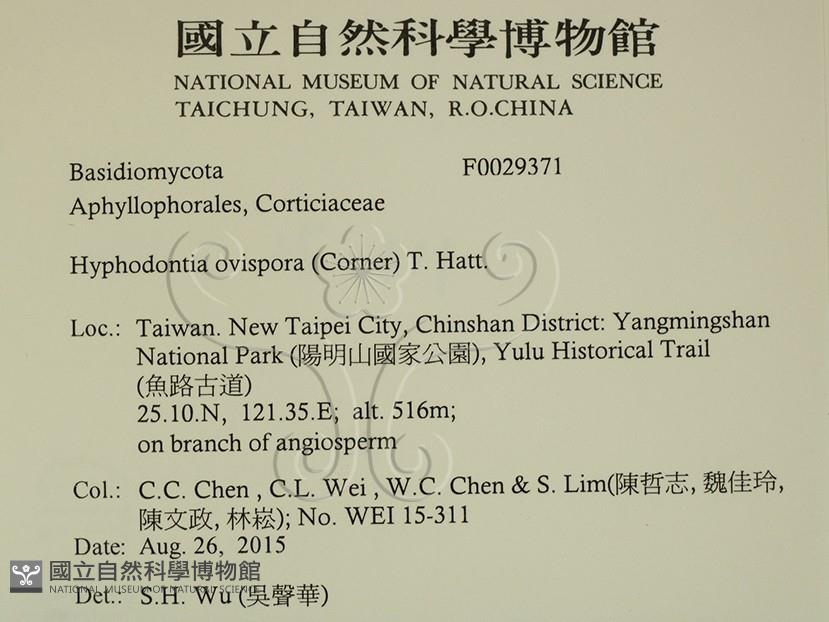 國立自然科學博物館
NATIONAL MUSEUM OF NATURAL SCIENCE
TAICHUNG, TAIWAN, R.O.CHINA
Basidiomycota F0029371
Aphyllophorales, Corticiaceae
Hyphodontia ovispora (Corner) T. Hatt.
Loc.: Taiwan. New Taipei City, Chinshan District: Yangmingshan
National Park (陽明山國家公園), Yulu Historical Trail
(魚路古道)
25.10.N, 121.35.E; alt. 516m;
on branch of angiosperm
Col.: C.C. Chen , C.L. Wei , W.C. Chen & S. Lim(陳哲志, 魏佳玲,
陳文政, 林崧); No. WEI 15-311
Date: Aug. 26, 2015
Det.: S.H. Wu (吳聲華)
國立自然科學博物館
NATIONAL MUSEUM OF NATURAL SCIENCE